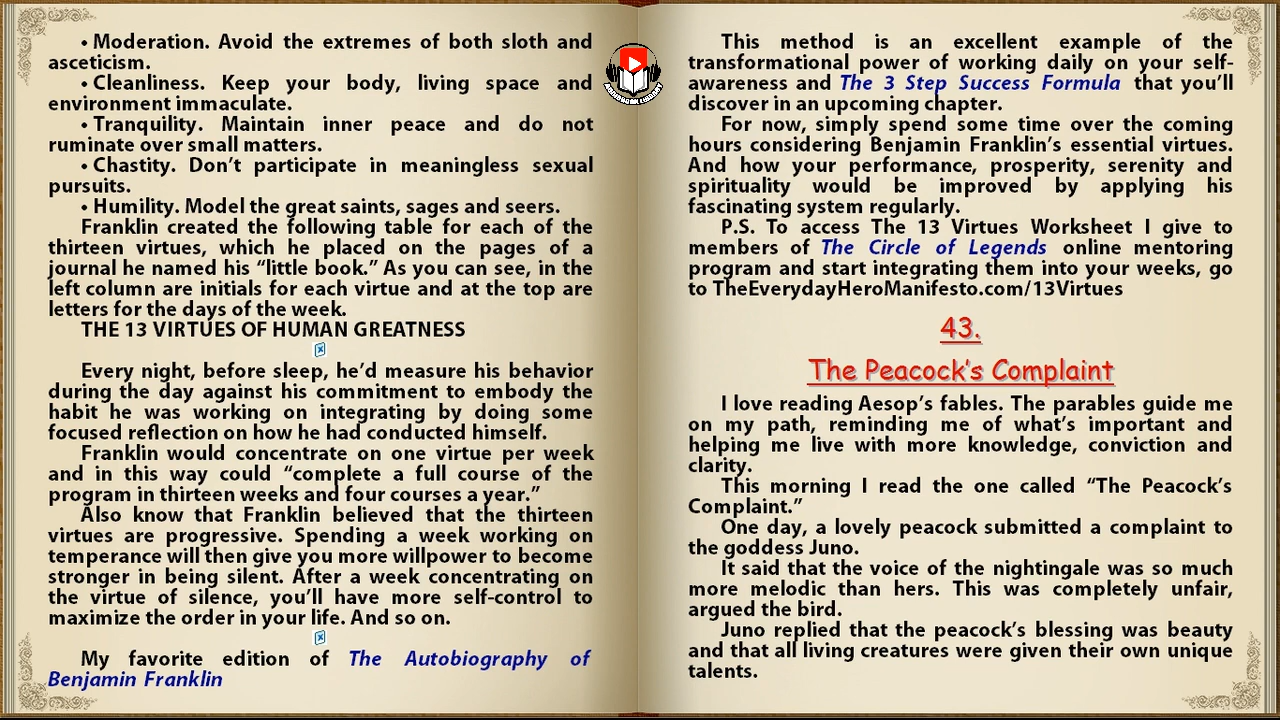 • Moderation. Avoid the extremes of both sloth and
asceticism.
• Cleanliness. Keep your body, living space and
environment immaculate.
• Tranquility. Maintain inner peace and do not
ruminate over small matters.
• Chastity. Don’t participate in meaningless sexual
pursuits.
• Humility. Model the great saints, sages and seers.
Franklin created the following table for each of the
thirteen virtues, which he placed on the pages of a
journal he named his “little book.” As you can see, in the
left column are initials for each virtue and at the top are
letters for the days of the week.
THE 13 VIRTUES OF HUMAN GREATNESS
Every night, before sleep, he’d measure his behavior
during the day against his commitment to embody the
habit he was working on integrating by doing some
focused reflection on how he had conducted himself.
Franklin would concentrate on one virtue per week
and in this way could “complete a full course of the
program in thirteen weeks and four courses a year.”
Also know that Franklin believed that the thirteen
virtues are progressive. Spending a week working on
temperance will then give you more willpower to become
stronger in being silent. After a week concentrating on
the virtue of silence, you’ll have more self-control to
maximize the order in your life. And so on.
My favorite edition of The Autobiography of
Benjamin Franklin
This method is an excellent example of the
transformational power of working daily on your self-
awareness and The 3 Step Success Formula that you’ll
discover in an upcoming chapter.
For now, simply spend some time over the coming
hours considering Benjamin Franklin’s essential virtues.
And how your performance, prosperity, serenity and
spirituality would be improved by applying his
fascinating system regularly.
P.S. To access The 13 Virtues Worksheet I give to
members of The Circle of Legends online mentoring
program and start integrating them into your weeks, go
to TheEverydayHeroManifesto.com/13Virtues
43.
The Peacock’s Complaint
I love reading Aesop’s fables. The parables guide me
on my path, reminding me of what’s important and
helping me live with more knowledge, conviction and
clarity.
This morning I read the one called “The Peacock’s
Complaint.”
One day, a lovely peacock submitted a complaint to
the goddess Juno.
It said that the voice of the nightingale was so much
more melodic than hers. This was completely unfair,
argued the bird.
Juno replied that the peacock’s blessing was beauty
and that all living creatures were given their own unique
talents.